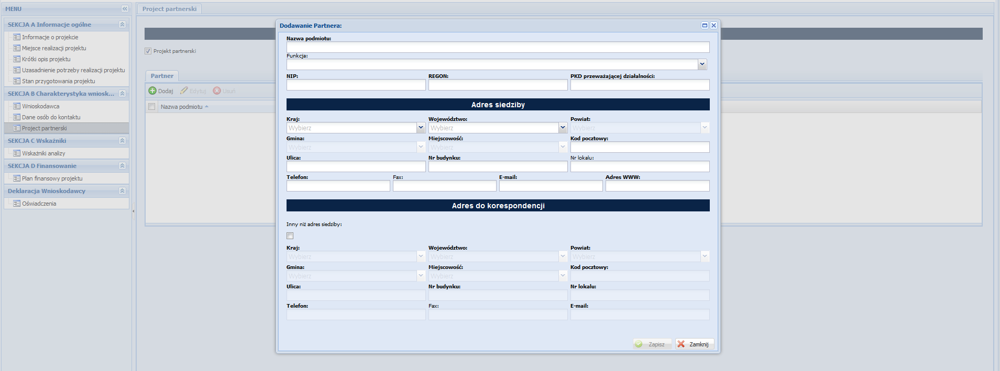 MENU
SEKCJA A Informacje ogólne
Informacje o projekcie
Miejsce realizacji projektu
Krótki opis projektu
Uzasadnienie potrzeby realizacji projektu
Stan przygotowania projektu
SEKCJA B Charakterystyka wniosk...
Wnioskodawca
Dane osób do kontaktu
Project partnerski
SEKCJA C Wskaźniki
Wskaźniki analizy
SEKCJA D Finansowanie
Plan finansowy projektu
Deklaracja Wnioskodawcy
Oświadczenia
Project partnerski
Projekt partnerski
Partner
Dodaj Edytuj Usuń
Nazwa podmiotu
Dodawanie Partnera:
Nazwa podmiotu:
Funkcja:
NIP: REGON: PKD przeważającej działalności:
Adres siedziby
Kraj: Województwo: Powiat:
Wybierz Wybierz Wybierz
Gmina: Miejscowość: Kod pocztowy:
Wybierz Wybierz
Ulica: Nr budynku: Nr lokalu:
Telefon: Fax: E-mail: Adres WWW:
Adres do korespondencji
Inny niż adres siedziby:
Kraj: Województwo: Powiat:
Wybierz Wybierz Wybierz
Gmina: Miejscowość: Kod pocztowy:
Wybierz Wybierz
Ulica: Nr budynku: Nr lokalu:
Telefon: Fax: E-mail:
Zapisz Zamknij